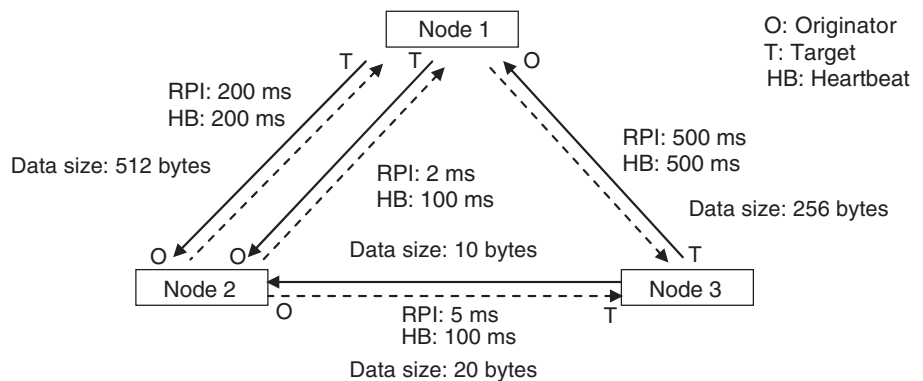 Node 1
O: Originator
T: Target
HB: Heartbeat
T
T
O
RPI: 200 ms
HB: 200 ms
Data size: 512 bytes
RPI: 2 ms
HB: 100 ms
RPI: 500 ms
HB: 500 ms
Data size: 256 bytes
Data size: 10 bytes
O
O
T
Node 2
Node 3
O
T
RPI: 5 ms
HB: 100 ms
Data size: 20 bytes